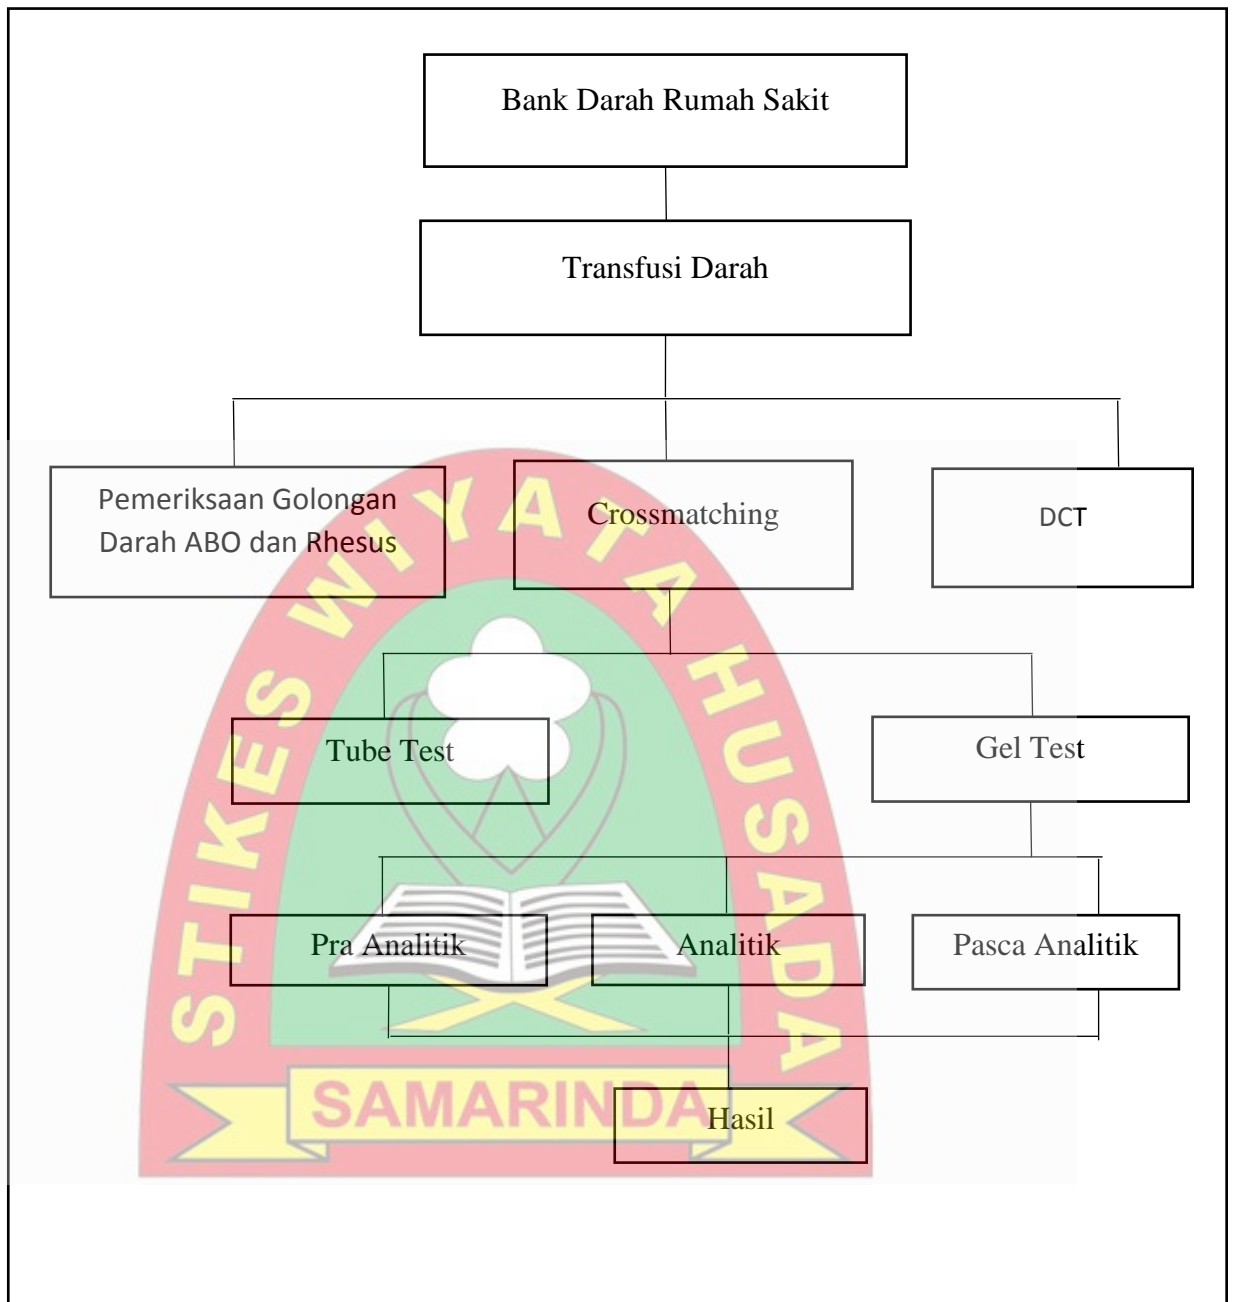 Bank Darah Rumah Sakit
Transfusi Darah
Pemeriksaan Golongan
Darah ABO dan Rhesus
Crossmatching
DCT
Tube Test
Gel Test
Pra Analitik
Analitik
Pasca Analitik
Hasil
STIKES WIYATA HUSADA
SAMARINDA